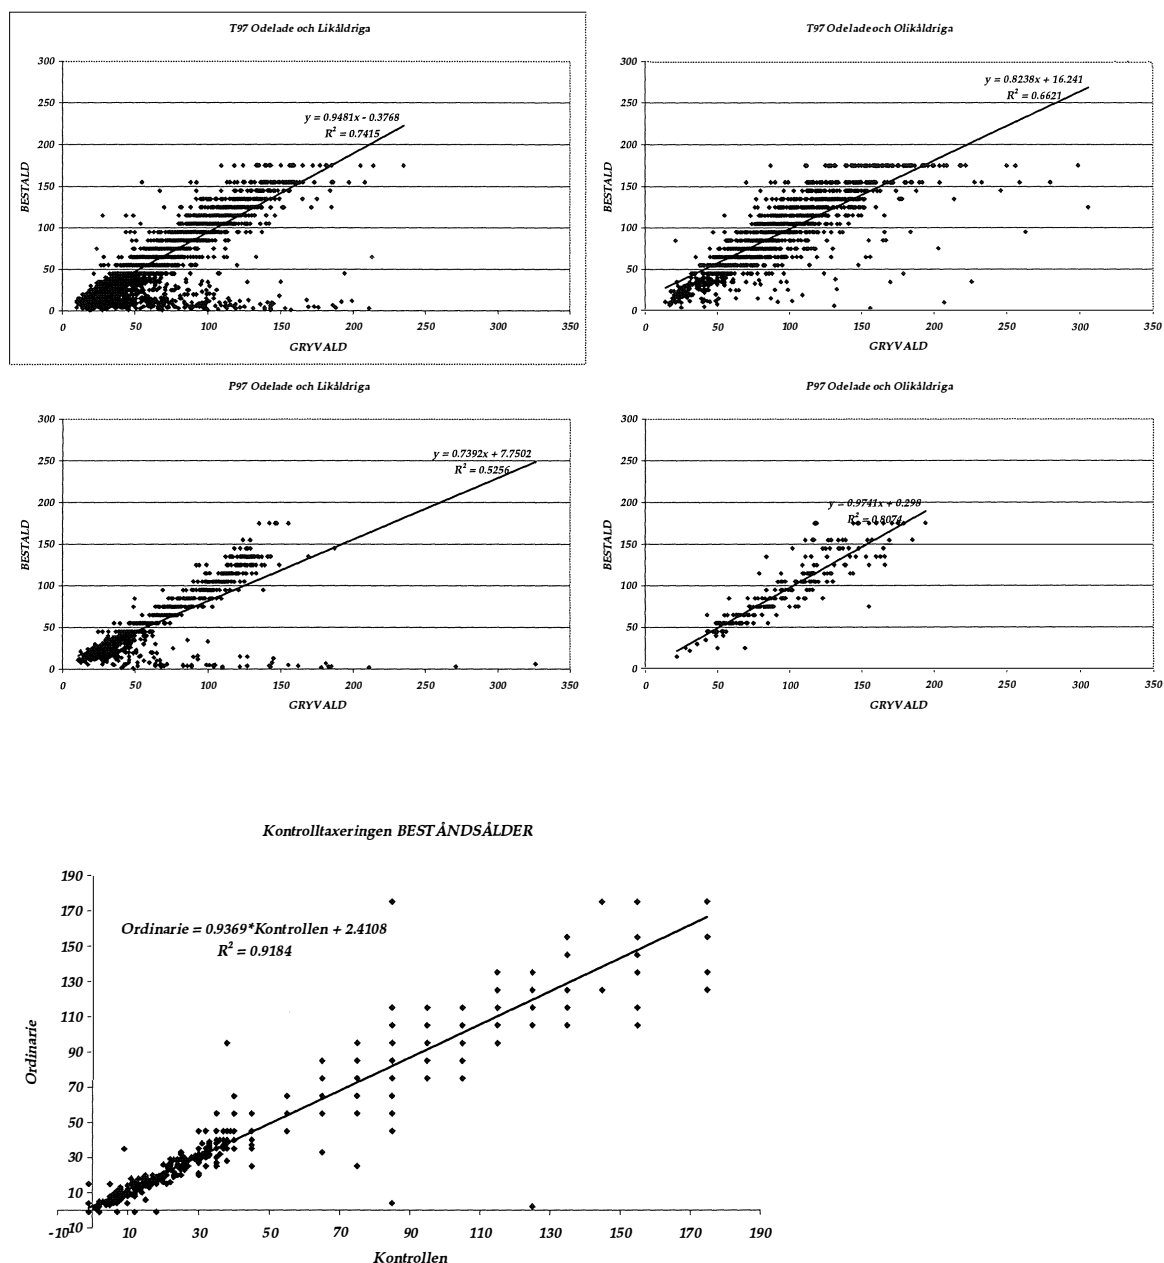 T97 Odelade och Likåldriga
y = 0.9481x - 0.3768
R² = 0.7415
BESTALD
300
250
200
150
100
50
0
0 50 100 150 200 250 300 350
GRYVALD
T97 Odelade och Olikåldriga
y = 0.8238x + 16.241
R² = 0.6621
BESTALD
300
250
200
150
100
50
0
0 50 100 150 200 250 300 350
GRYVALD
P97 Odelade och Likåldriga
y = 0.7392x + 7.7502
R² = 0.5256
BESTALD
300
250
200
150
100
50
0
0 50 100 150 200 250 300 350
GRYVALD
P97 Odelade och Olikåldriga
y = 0.9741x + 0.298
R² = 0.8074
BESTALD
300
250
200
150
100
50
0
0 50 100 150 200 250 300 350
GRYVALD
Kontrolltaxeringen BESTÅNDSÅLDER
Ordinarie = 0.9369*Kontrollen + 2.4108
R² = 0.9184
Ordinarie
190
170
150
130
110
90
70
50
30
10
-10
-10 10 30 50 70 90 110 130 150 170 190
Kontrollen